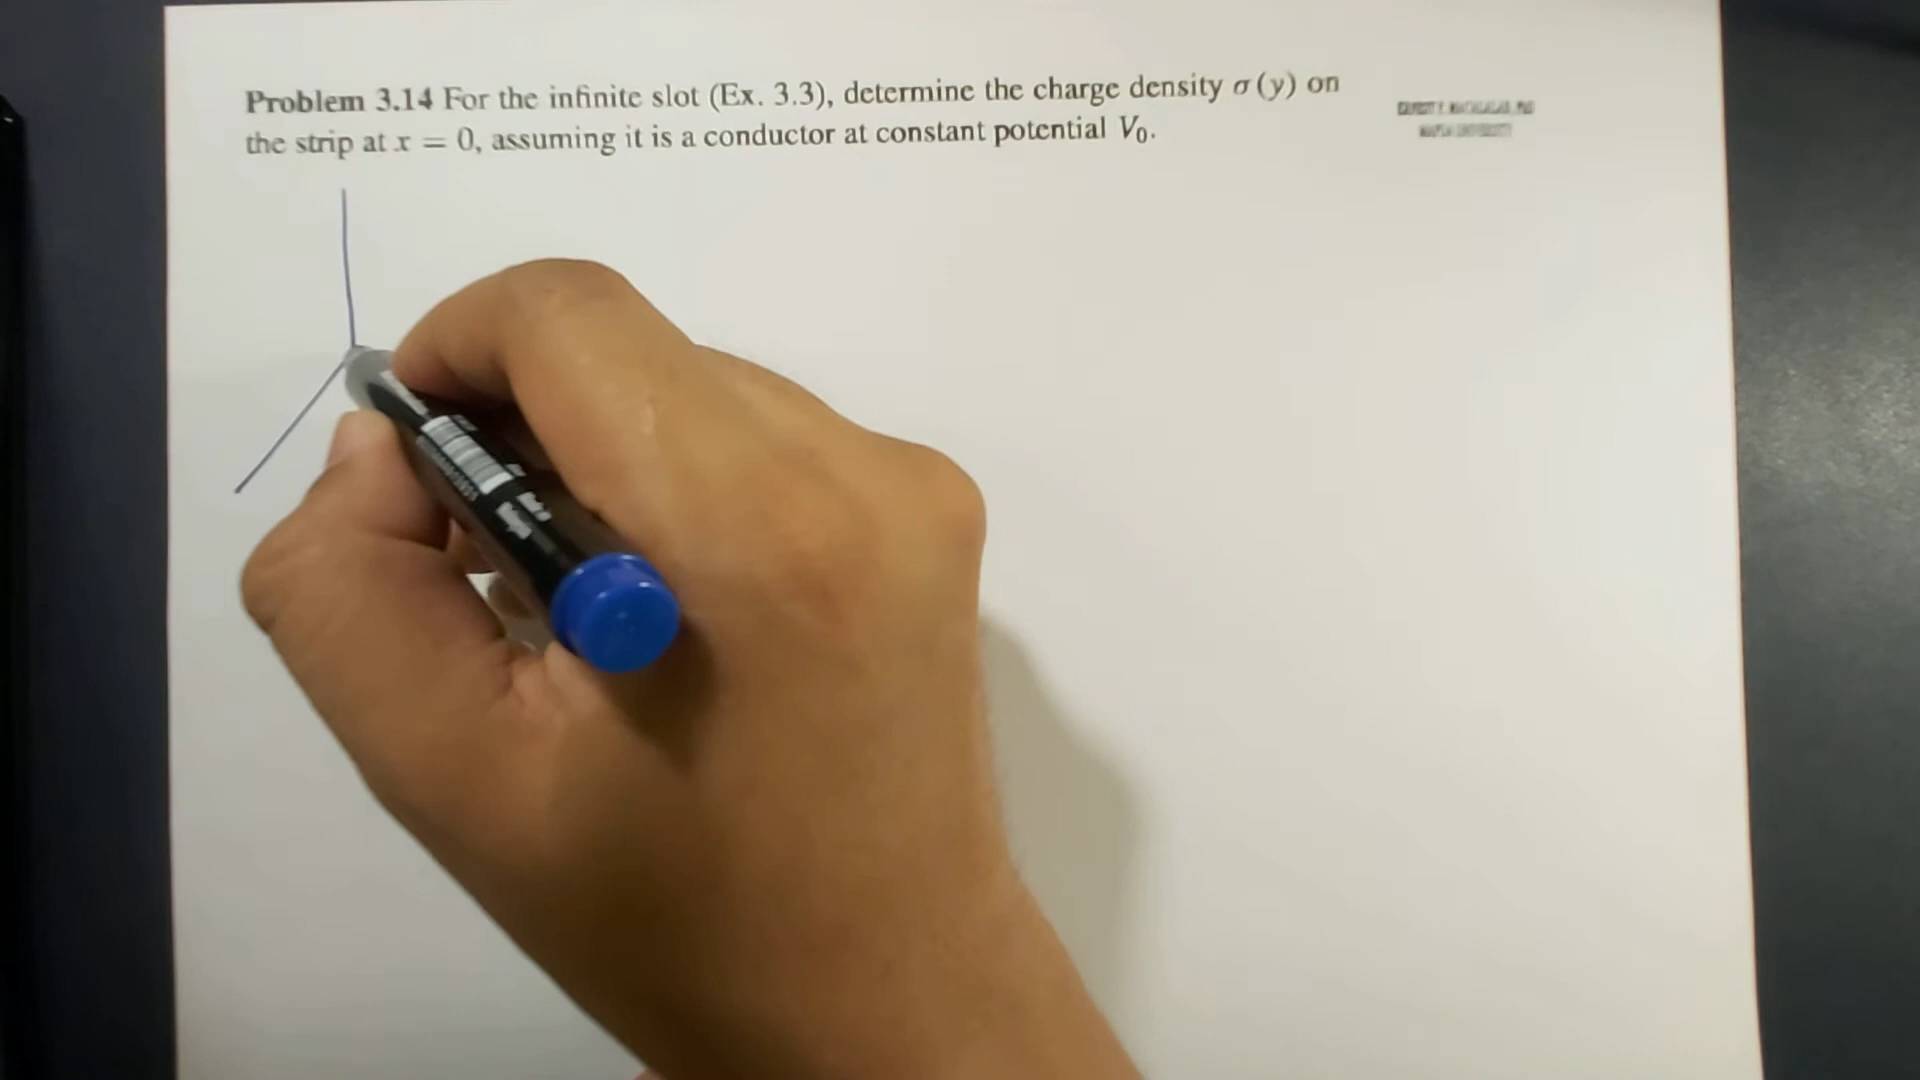 Problem 3.14 For the infinite slot (Ex. 3.3), determine the charge density σ(y) on
the strip at x = 0, assuming it is a conductor at constant potential V₀.